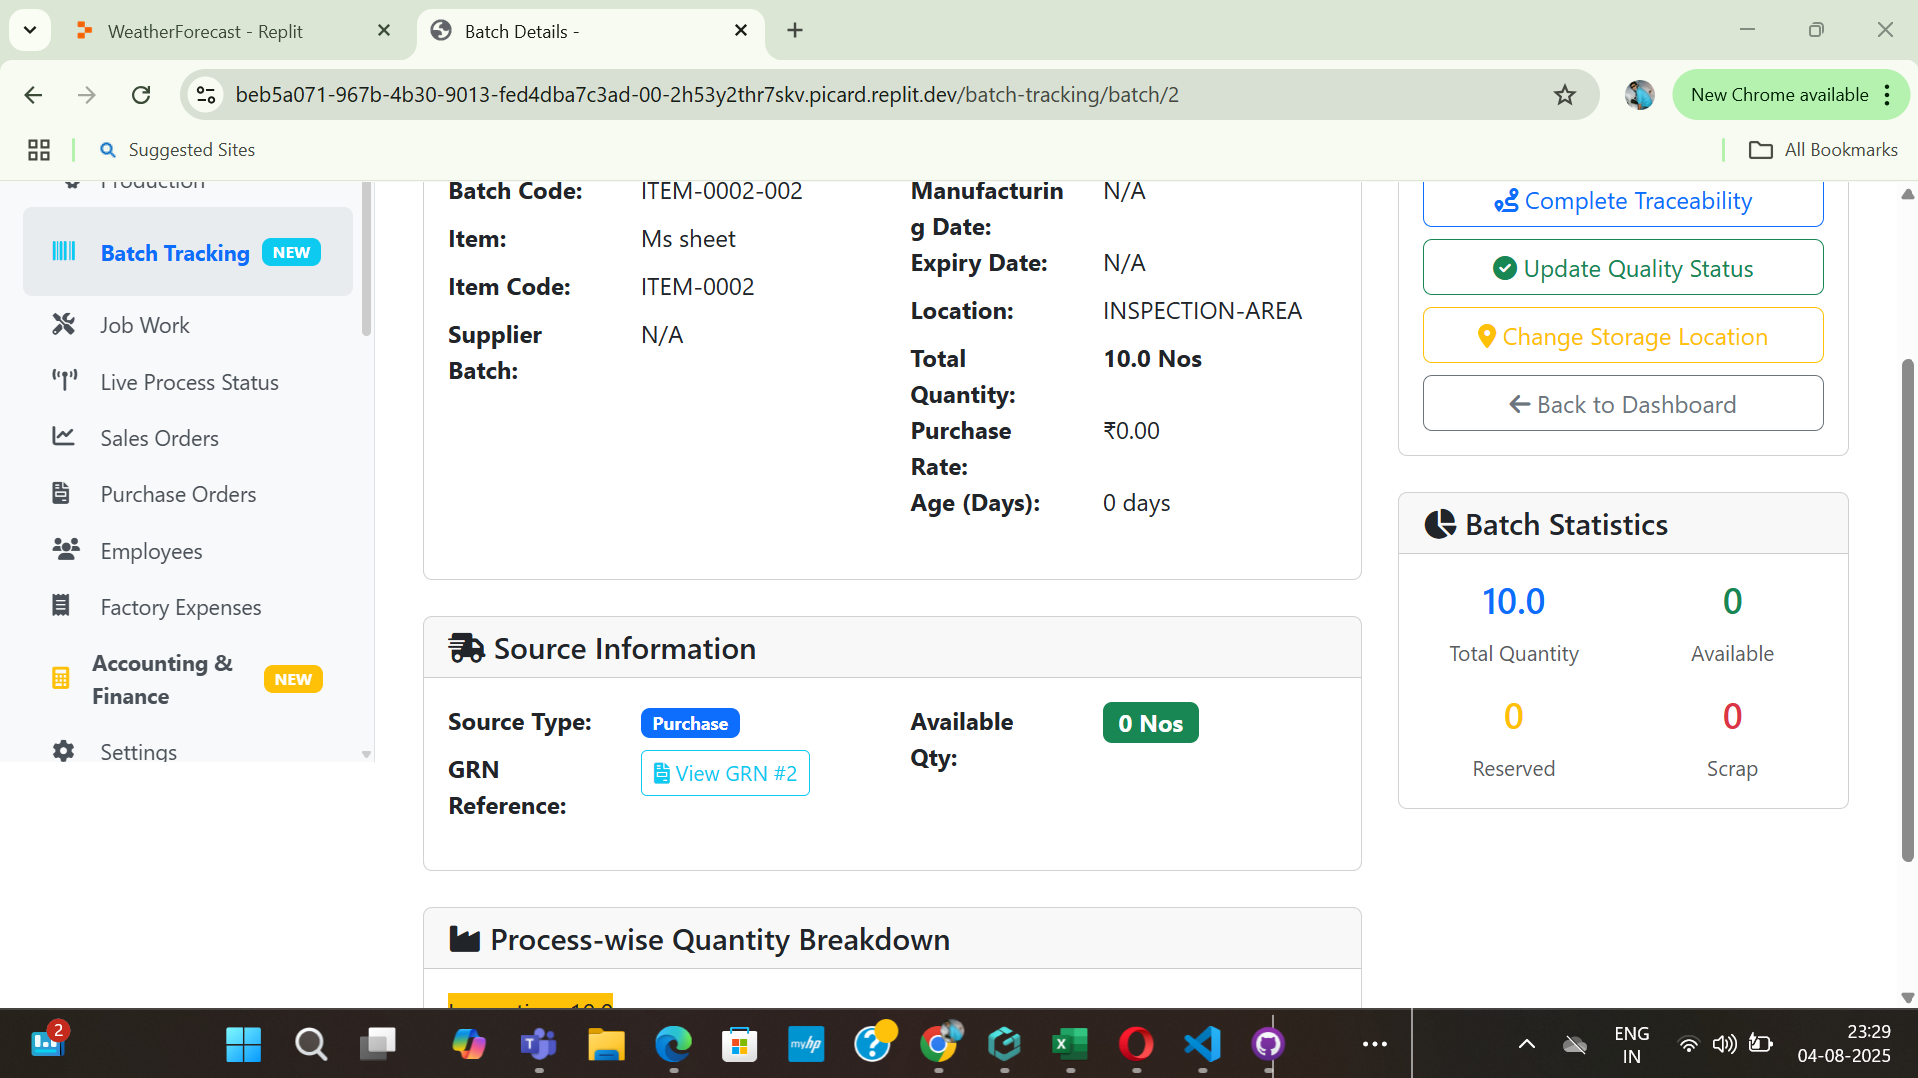 WeatherForecast - Replit
Batch Details -
beb5a071-967b-4b30-9013-fed4dba7c3ad-00-2h53y2thr7skv.picard.replit.dev/batch-tracking/batch/2
New Chrome available
Suggested Sites
All Bookmarks
Production
Batch Tracking NEW
Job Work
Live Process Status
Sales Orders
Purchase Orders
Employees
Factory Expenses
Accounting &
Finance
NEW
Settings
Batch Code: ITEM-0002-002
Item: Ms sheet
Item Code: ITEM-0002
Supplier
Batch:
N/A
Manufacturin
g Date:
N/A
Expiry Date: N/A
Location: INSPECTION-AREA
Total
Quantity:
10.0 Nos
Purchase
Rate:
₹0.00
Age (Days): 0 days
Complete Traceability
Update Quality Status
Change Storage Location
Back to Dashboard
Batch Statistics
10.0
Total Quantity
0
Available
0
Reserved
0
Scrap
Source Information
Source Type: Purchase
GRN
Reference:
View GRN #2
Available
Qty:
0 Nos
Process-wise Quantity Breakdown
2
myhp
ENG
IN
23:29
04-08-2025